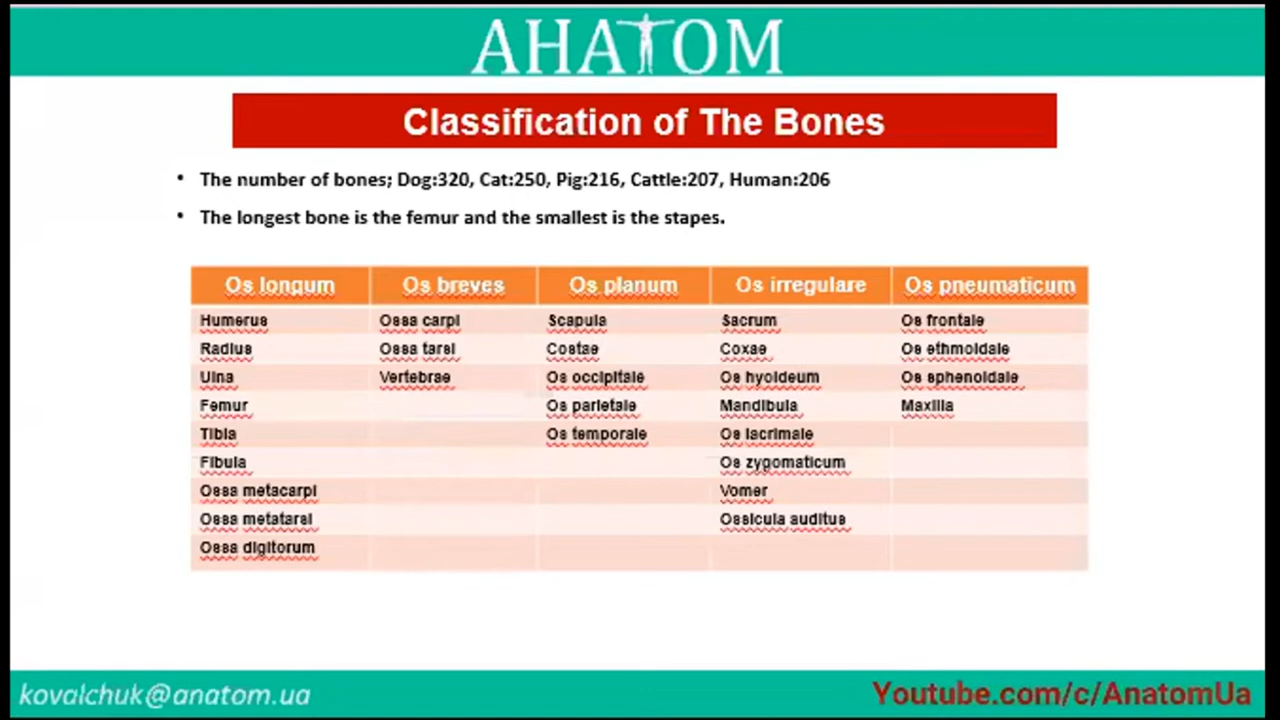 AHATOM
Classification of The Bones
• The number of bones; Dog:320, Cat:250, Pig:216, Cattle:207, Human:206
• The longest bone is the femur and the smallest is the stapes.
Os longum Os breves Os planum Os irregulare Os pneumaticum
Humerus Ossa carpi Scapula Sacrum Os frontale
Radius Ossa tarsi Costae Coxae Os ethmoidale
Ulna Vertebrae Os occipitale Os hyoideum Os sphenoidale
Femur Os parietale Mandibula Maxilla
Tibia Os temporale Os lacrimale
Fibula Os zygomaticum
Ossa metacarpi Vomer
Ossa metatarsi Ossicula auditus
Ossa digitorum
kovalchuk@anatom.ua
Youtube.com/c/AnatomUa